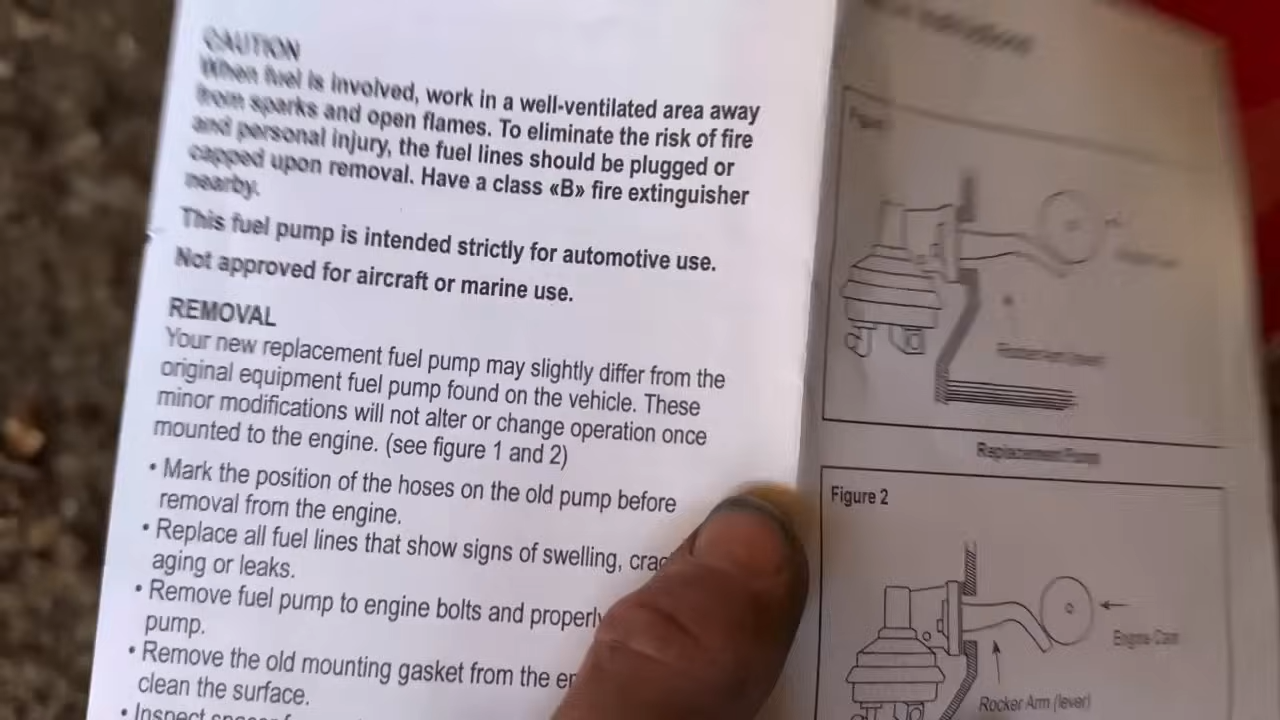 CAUTION
When fuel is involved, work in a well-ventilated area away
from sparks and open flames. To eliminate the risk of fire
and personal injury, the fuel lines should be plugged or
capped upon removal. Have a class «B» fire extinguisher
nearby.
This fuel pump is intended strictly for automotive use.
Not approved for aircraft or marine use.
REMOVAL
Your new replacement fuel pump may slightly differ from the
original equipment fuel pump found on the vehicle. These
minor modifications will not alter or change operation once
mounted to the engine. (see figure 1 and 2)
• Mark the position of the hoses on the old pump before
removal from the engine.
• Replace all fuel lines that show signs of swelling,
aging or leaks.
• Remove fuel pump to engine bolts and properly
pump.
• Remove the old mounting gasket from the
clean the surface.
• Inspect
Rocker Arm (lever)
Replacement Pump
Figure 2
Engine Cam
Rocker Arm (lever)